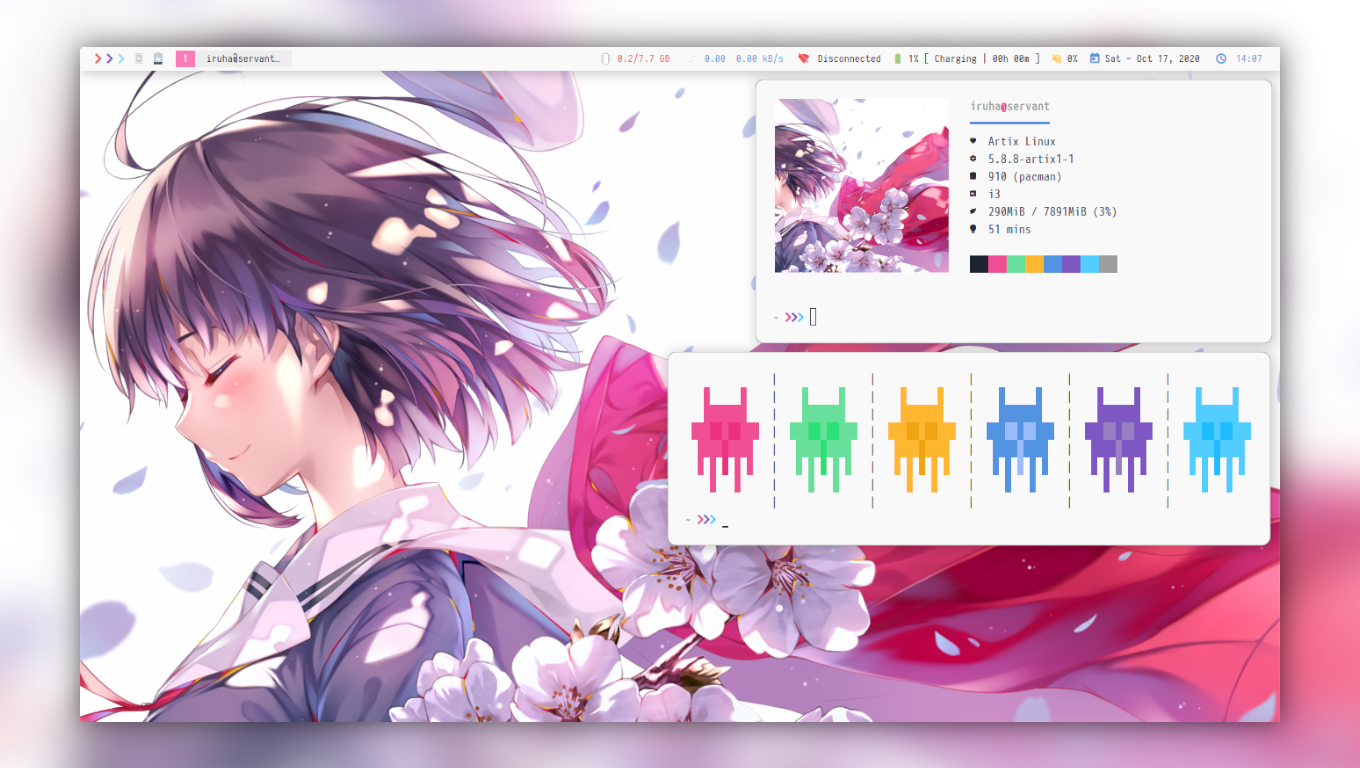 1 iruha@servant… 0.2/7.7 GB 0.00 0.00 kB/s Disconnected 1% [ Charging | 00h 00m ] 0% Sat - Oct 17, 2020 14:07
iruha@servant
Artix Linux
5.8.8-artix1-1
910 (pacman)
i3
290MiB / 7891MiB (3%)
51 mins
~ ❯❯❯
~ ❯❯❯ _